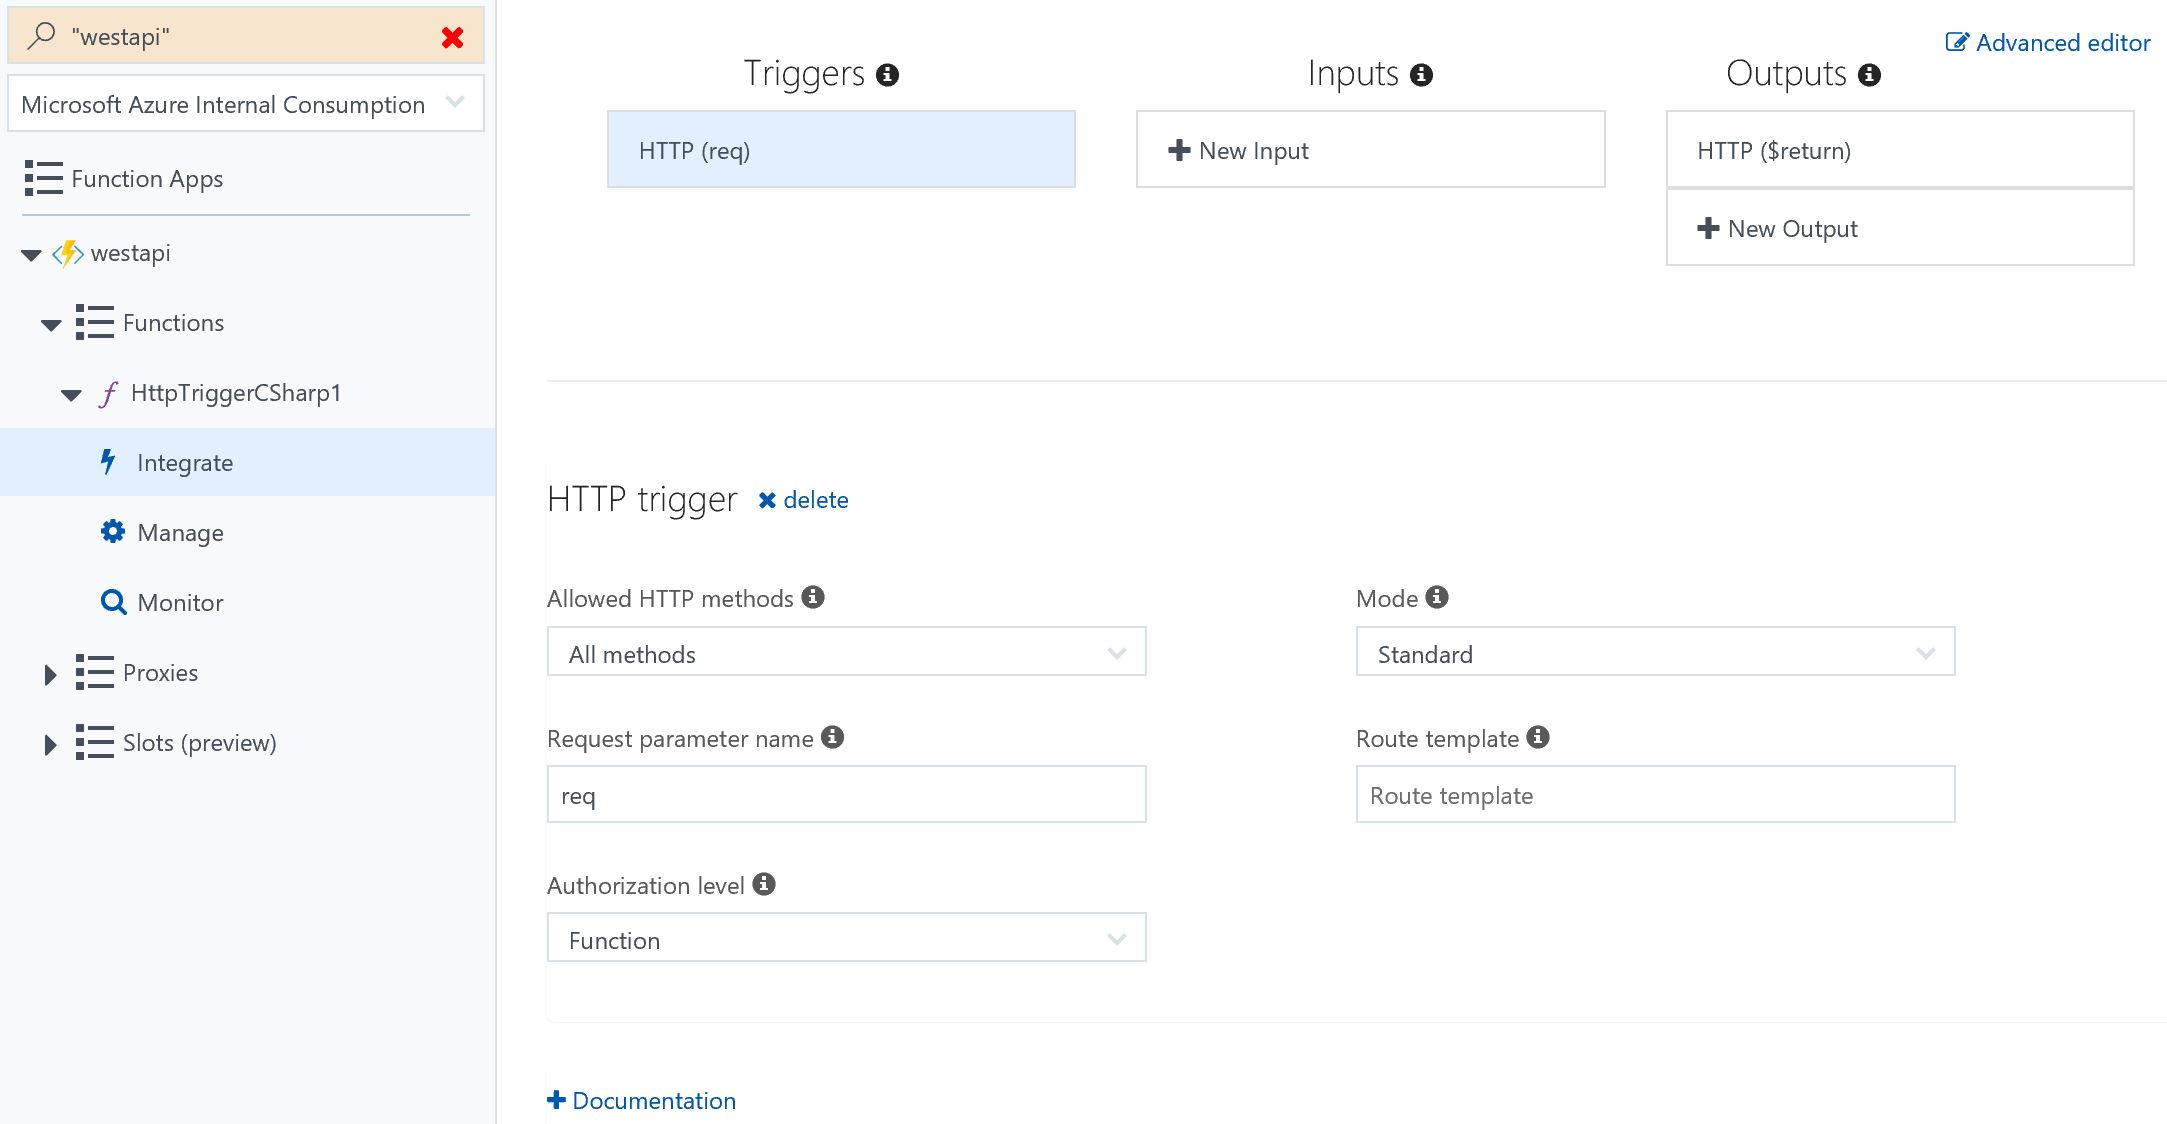 "westapi"
Microsoft Azure Internal Consumption
Function Apps
westapi
Functions
HttpTriggerCSharp1
Integrate
Manage
Monitor
Proxies
Slots (preview)
Advanced editor
Triggers
HTTP (req)
Inputs
New Input
Outputs
HTTP ($return)
New Output
HTTP trigger delete
Allowed HTTP methods
All methods
Mode
Standard
Request parameter name
req
Route template
Route template
Authorization level
Function
Documentation